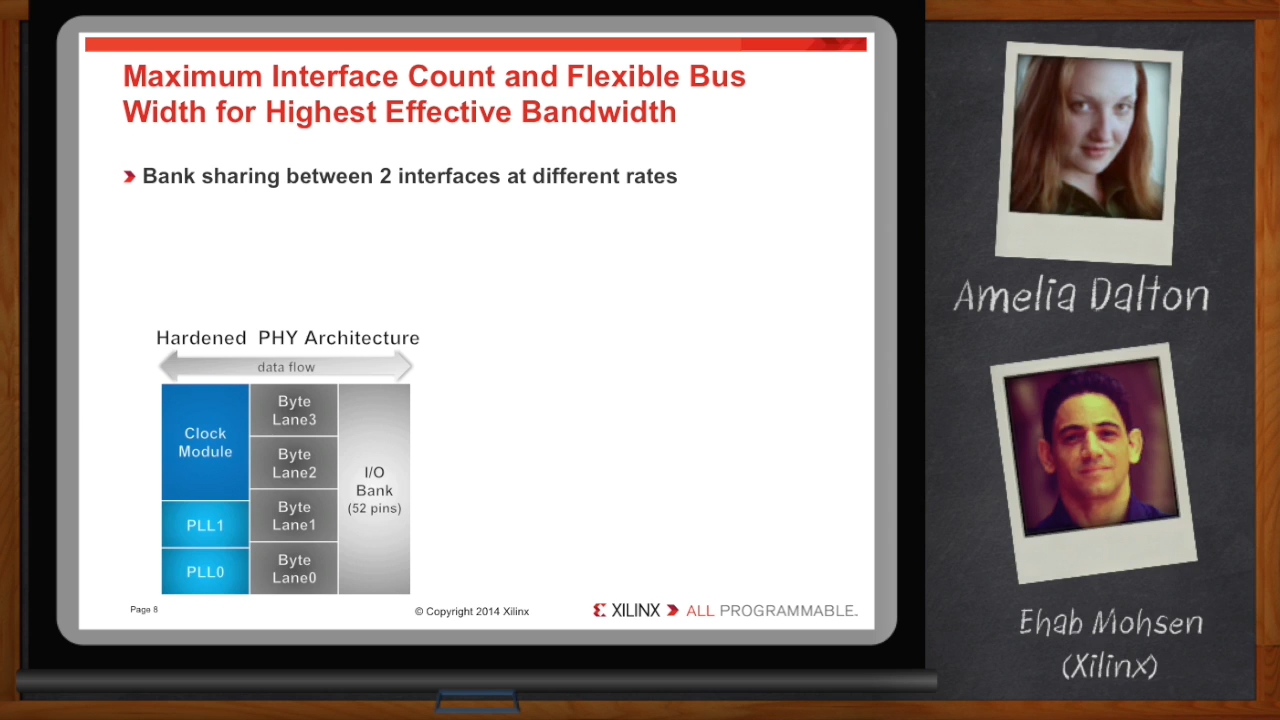 Maximum Interface Count and Flexible Bus
Width for Highest Effective Bandwidth
Bank sharing between 2 interfaces at different rates
Hardened PHY Architecture
data flow
Clock
Module
PLL1
PLL0
Byte
Lane3
Byte
Lane2
Byte
Lane1
Byte
Lane0
I/O
Bank
(52 pins)
Page 8
© Copyright 2014 Xilinx
XILINX ALL PROGRAMMABLE™
Amelia Dalton
Ehab Mohsen
(Xilinx)